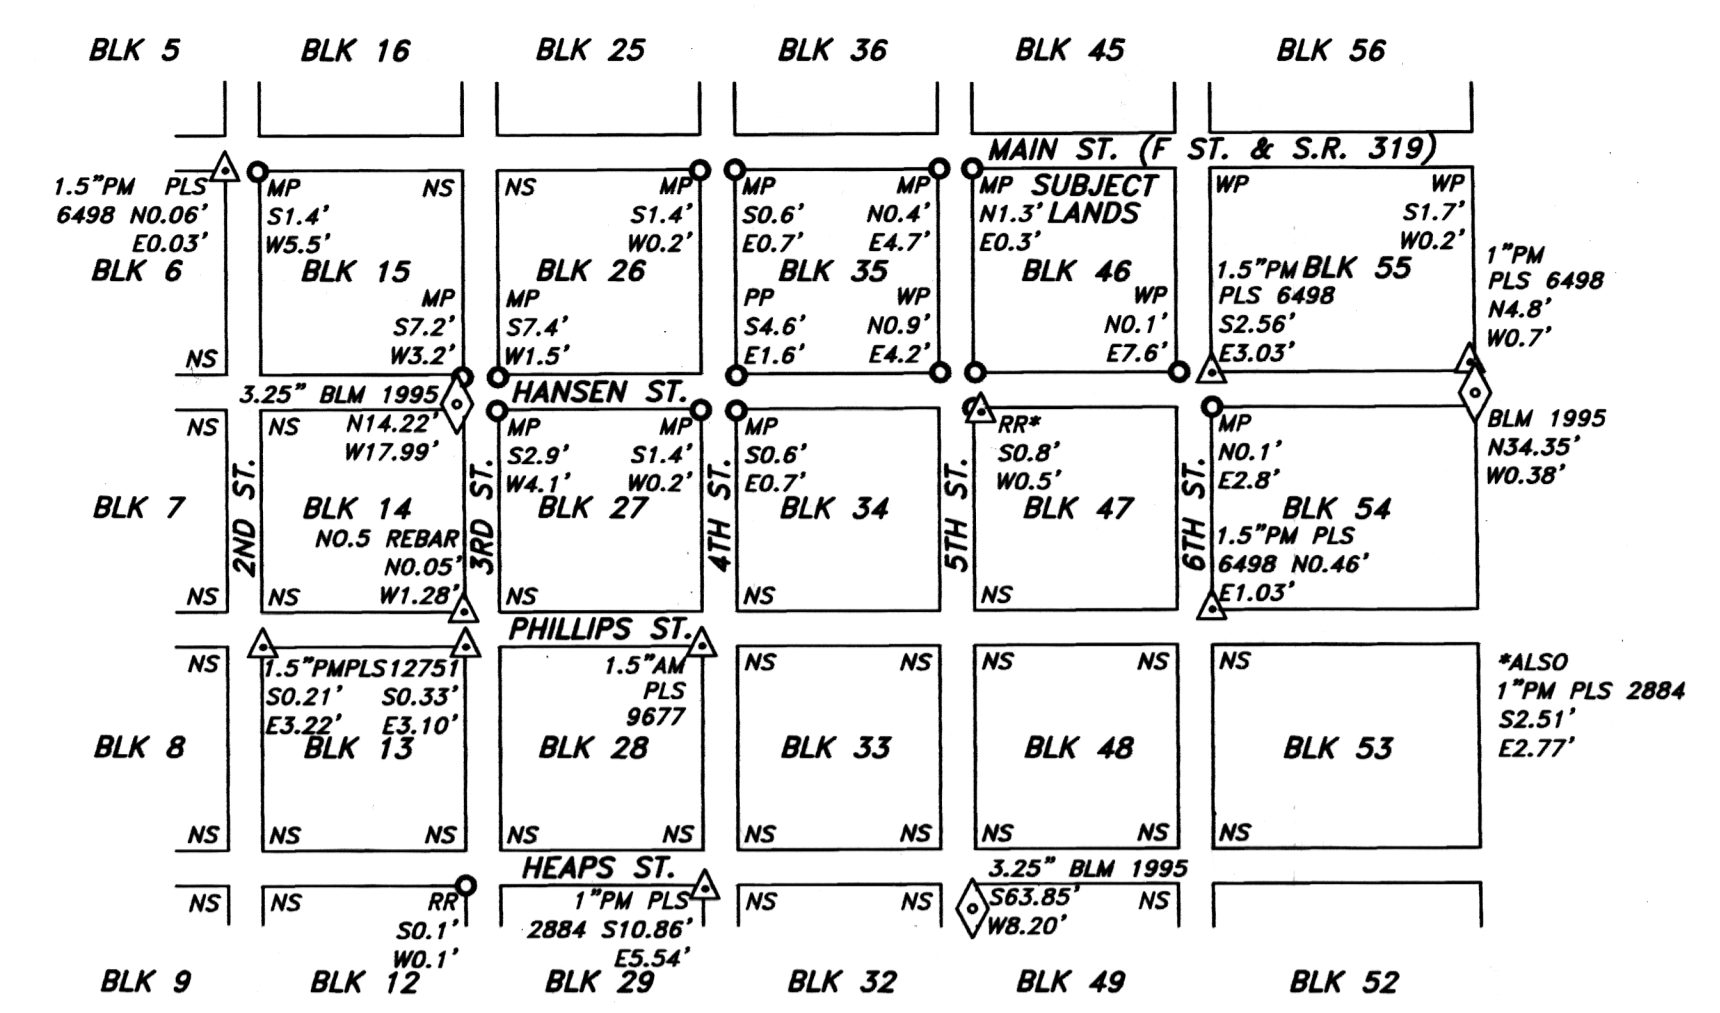 BLK 5 BLK 16 BLK 25 BLK 36 BLK 45 BLK 56
MAIN ST. (F ST. & S.R. 319)
1.5"PM PLS
6498 N0.06'
E0.03'
BLK 6
NS
MP NS
S1.4'
W5.5'
BLK 15
MP
S7.2'
W3.2'
NS MP
S1.4'
W0.2'
BLK 26
MP
S7.4'
W1.5'
MP MP
S0.6' N0.4'
E0.7' E4.7'
BLK 35
PP WP
S4.6' N0.9'
E1.6' E4.2'
MP SUBJECT
N1.3' LANDS
E0.3'
BLK 46
WP
N0.1'
E7.6'
WP WP
S1.7'
W0.2'
1.5"PM BLK 55
PLS 6498
S2.56'
E3.03'
1"PM
PLS 6498
N4.8'
W0.7'
3.25" BLM 1995
HANSEN ST.
NS
NS N14.22'
W17.99'
2ND ST.
3RD ST.
4TH ST.
5TH ST.
6TH ST.
BLK 7
NS
BLK 14
NO.5 REBAR
N0.05'
NS W1.28'
MP MP
S2.9' S1.4'
W4.1' W0.2'
BLK 27
NS
MP
S0.6'
E0.7'
BLK 34
NS
RR*
S0.8'
W0.5'
BLK 47
NS
MP
N0.1'
E2.8'
BLK 54
1.5"PM PLS
6498 N0.46'
E1.03'
BLM 1995
N34.35'
W0.38'
PHILLIPS ST.
NS
BLK 8
NS
1.5"PMPLS12751
S0.21' S0.33'
E3.22' E3.10'
BLK 13
NS NS
1.5"AM
PLS
9677
BLK 28
NS NS
NS NS
BLK 33
NS NS
NS NS
BLK 48
NS NS
NS
BLK 53
NS
*ALSO
1"PM PLS 2884
S2.51'
E2.77'
HEAPS ST.
3.25" BLM 1995
NS
NS RR
S0.1'
W0.1'
1"PM PLS
2884 S10.86'
E5.54'
NS NS
S63.85' NS
W8.20'
BLK 9 BLK 12 BLK 29 BLK 32 BLK 49 BLK 52